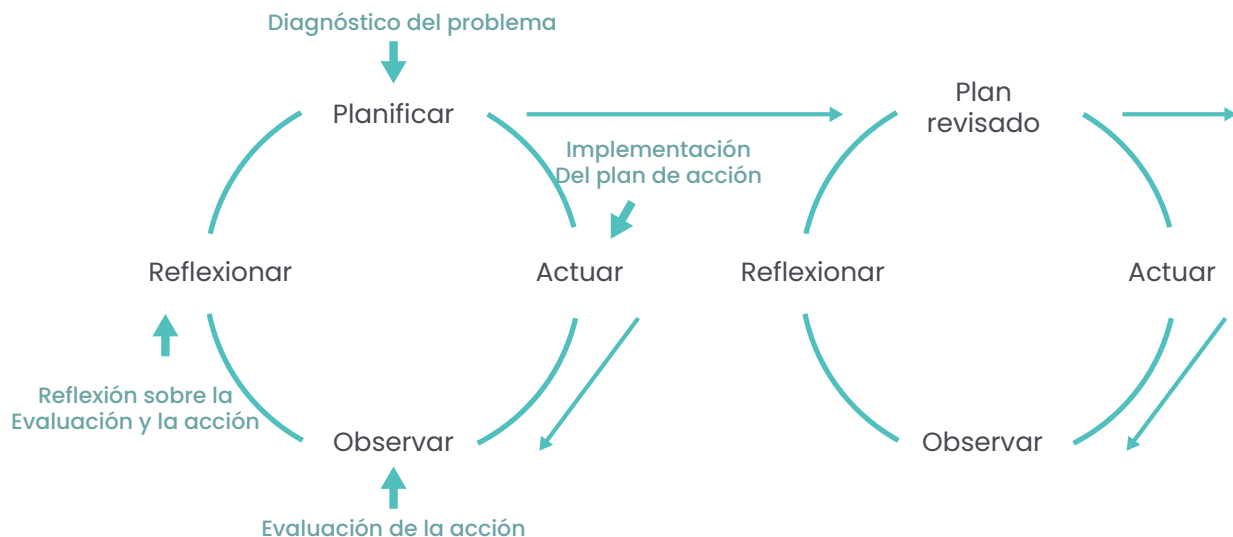 Diagnóstico del problema
Planificar
Plan
revisado
Implementación
Del plan de acción
Reflexionar
Actuar
Reflexionar
Actuar
Reflexión sobre la
Evaluación y la acción
Observar
Observar
Evaluación de la acción